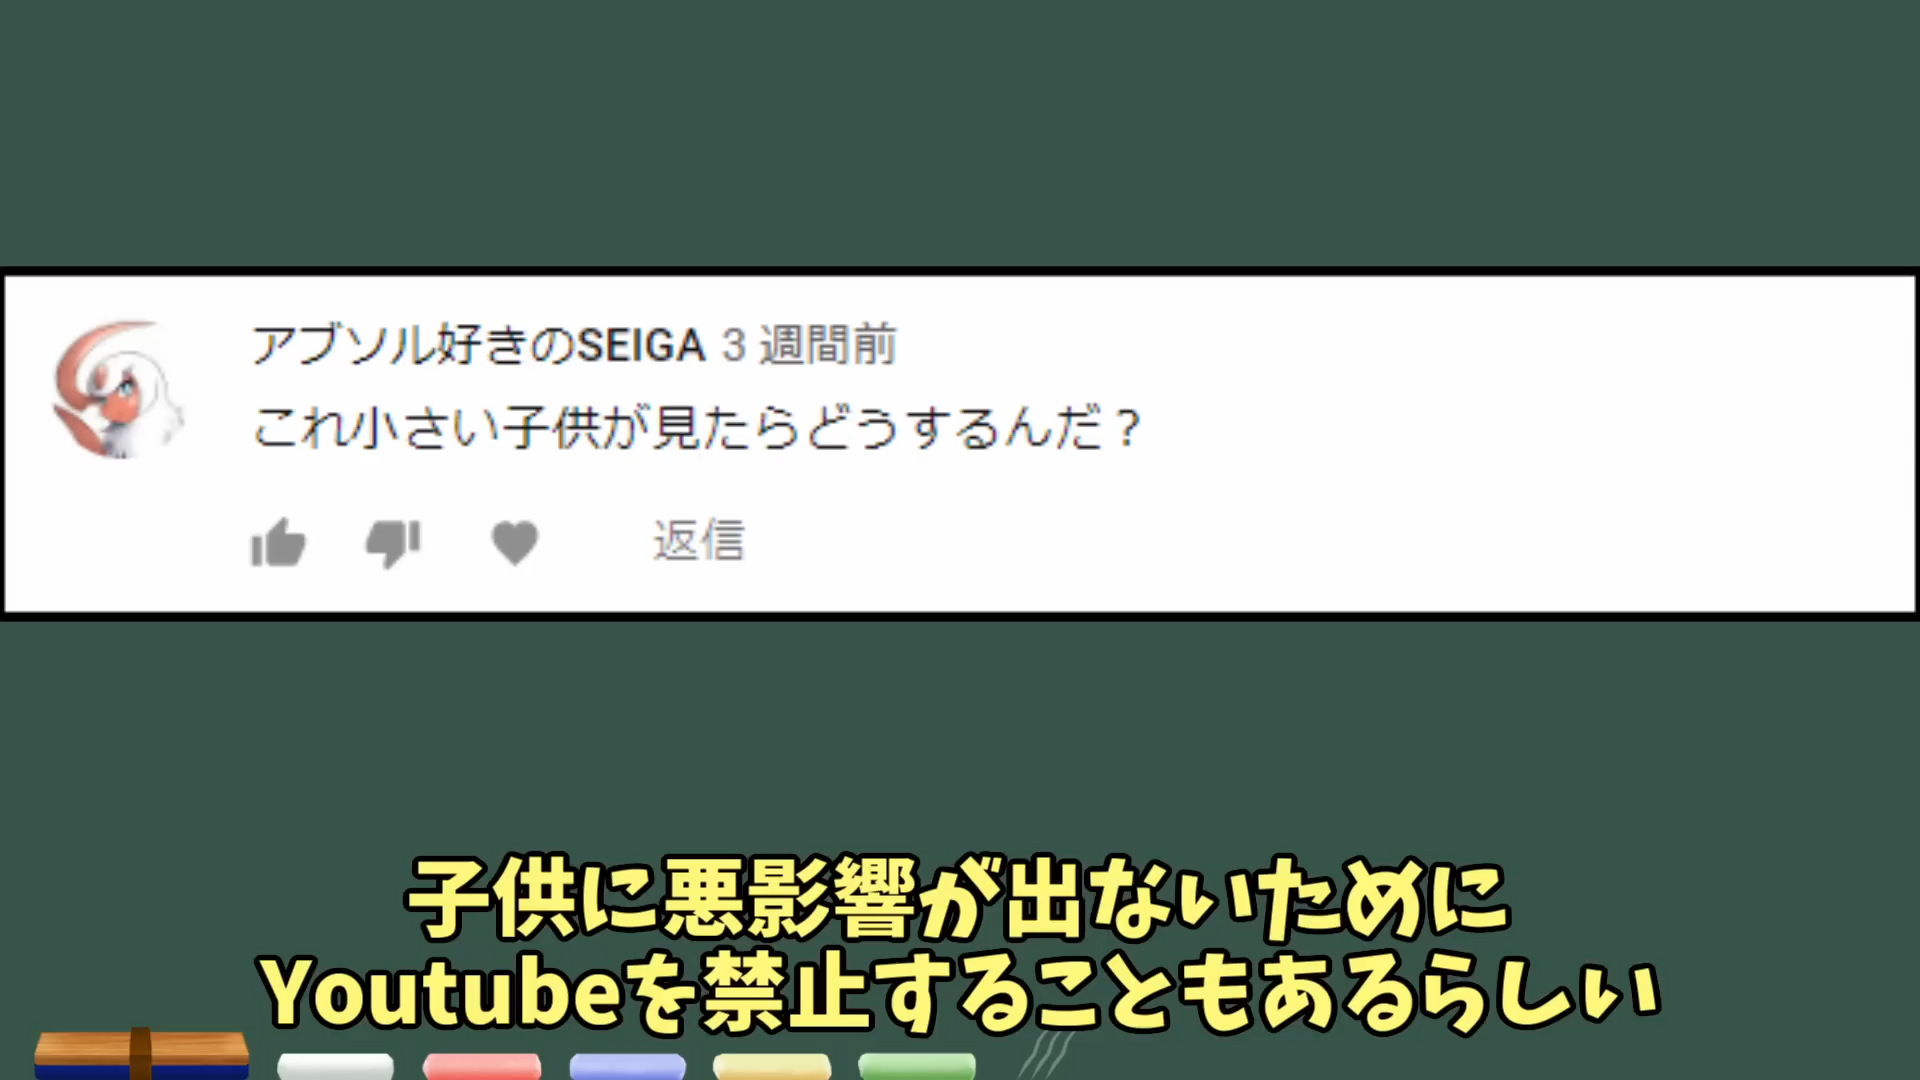 アブソル好きのSEIGA 3 週間前
これ小さい子供が見たらどうするんだ？
返信
子供に悪影響が出ないために
Youtubeを禁止することもあるらしい